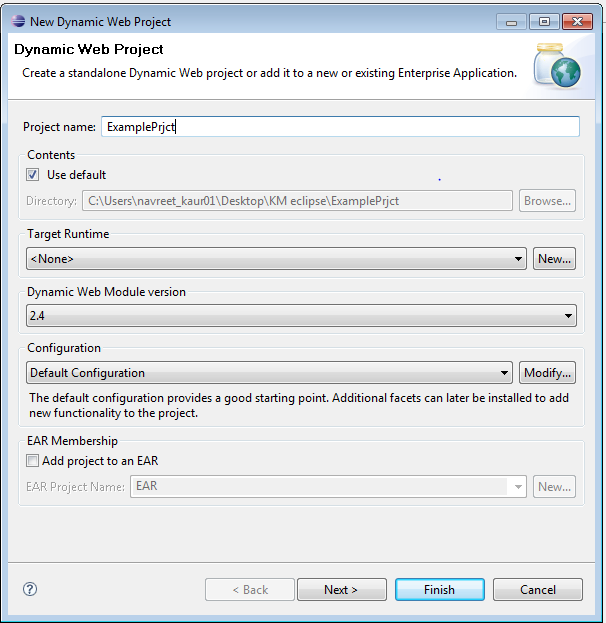 New Dynamic Web Project
Dynamic Web Project
Create a standalone Dynamic Web project or add it to a new or existing Enterprise Application.
Project name: ExamplePrjct
Contents
Use default
Directory: C:\Users\navreet_kaur01\Desktop\KM eclipse\ExamplePrjct Browse...
Target Runtime
<None> New...
Dynamic Web Module version
2.4
Configuration
Default Configuration Modify...
The default configuration provides a good starting point. Additional facets can later be installed to add
new functionality to the project.
EAR Membership
Add project to an EAR
EAR Project Name: EAR New...
? < Back Next > Finish Cancel